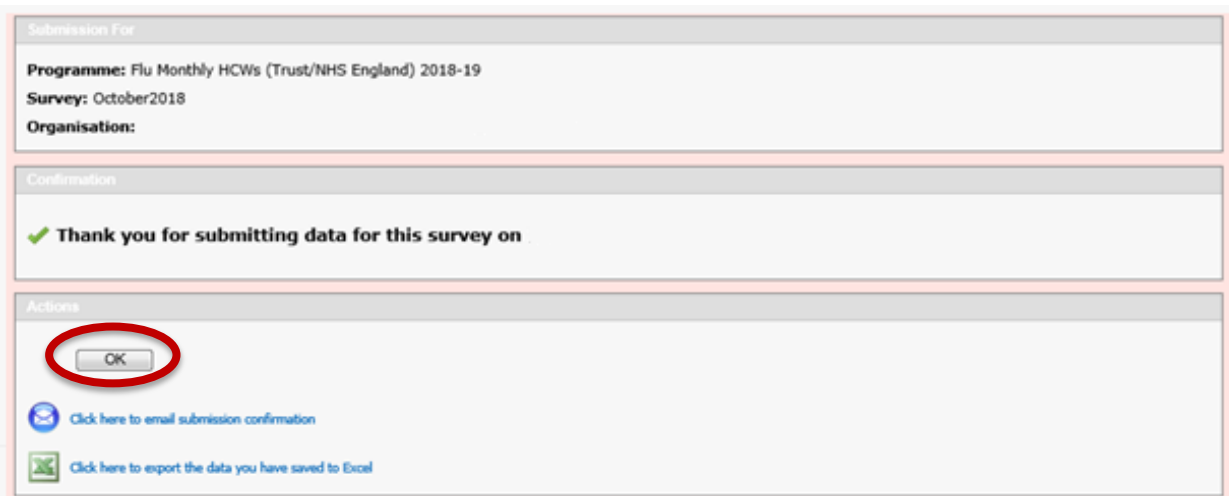 Submission For
Programme: Flu Monthly HCWs (Trust/NHS England) 2018-19
Survey: October2018
Organisation:
Confirmation
Thank you for submitting data for this survey on
Actions
OK
Click here to email submission confirmation
Click here to export the data you have saved to Excel